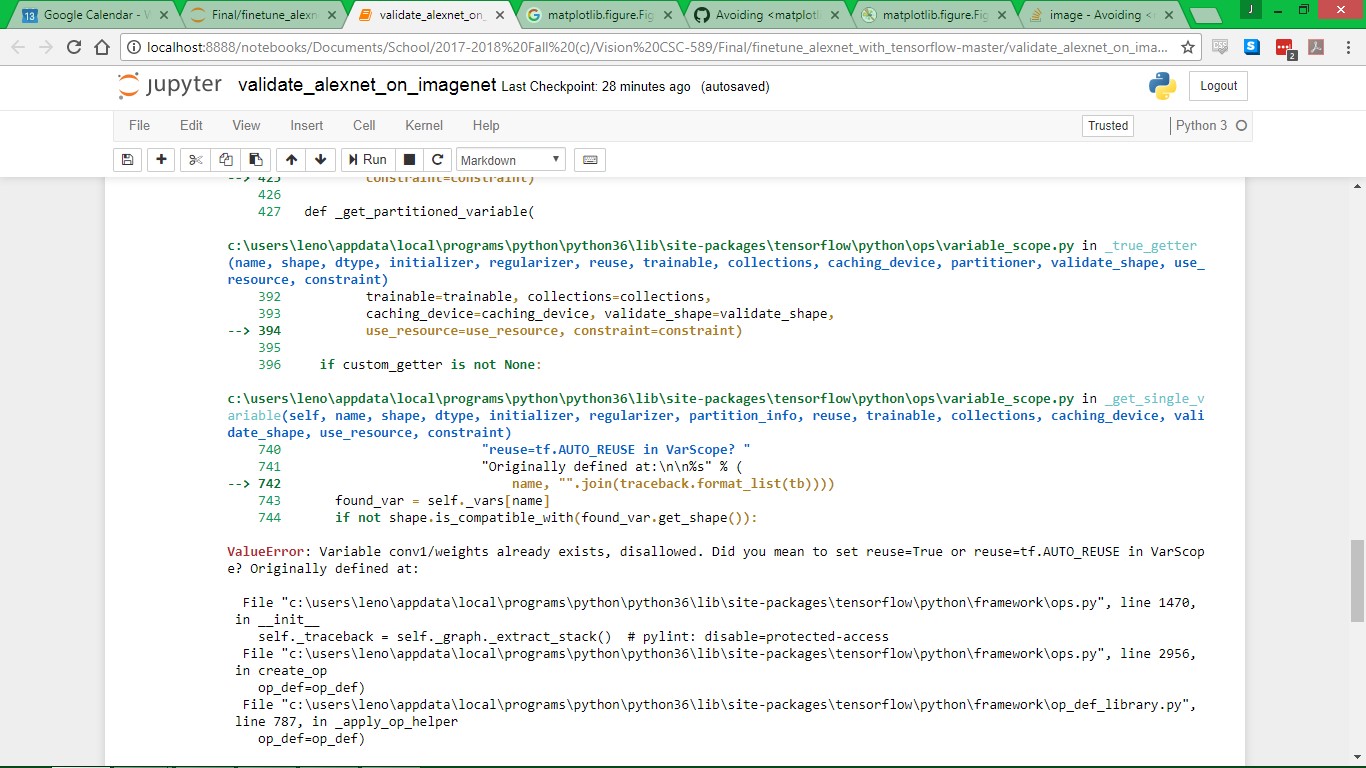 13 Google Calendar - W
Final/finetune_alexn
validate_alexnet_on_
matplotlib.figure.Fig
Avoiding <matplotl
matplotlib.figure.Fig
image - Avoiding <
J
localhost:8888/notebooks/Documents/School/2017-2018%20Fall%20(c)/Vision%20CSC-589/Final/finetune_alexnet_with_tensorflow-master/validate_alexnet_on_ima...
CSS
S
2
jupyter validate_alexnet_on_imagenet Last Checkpoint: 28 minutes ago (autosaved)
Logout
File Edit View Insert Cell Kernel Help
Trusted
Python 3
Run
Markdown
--> 425 constraint=constraint)
426
427 def _get_partitioned_variable(
c:\users\leno\appdata\local\programs\python\python36\lib\site-packages\tensorflow\python\ops\variable_scope.py in _true_getter
(name, shape, dtype, initializer, regularizer, reuse, trainable, collections, caching_device, partitioner, validate_shape, use_
resource, constraint)
392 trainable=trainable, collections=collections,
393 caching_device=caching_device, validate_shape=validate_shape,
--> 394 use_resource=use_resource, constraint=constraint)
395
396 if custom_getter is not None:
c:\users\leno\appdata\local\programs\python\python36\lib\site-packages\tensorflow\python\ops\variable_scope.py in _get_single_v
ariable(self, name, shape, dtype, initializer, regularizer, partition_info, reuse, trainable, collections, caching_device, vali
date_shape, use_resource, constraint)
740 "reuse=tf.AUTO_REUSE in VarScope? "
741 "Originally defined at:\n\n%s" % (
--> 742 name, "".join(traceback.format_list(tb))))
743 found_var = self._vars[name]
744 if not shape.is_compatible_with(found_var.get_shape()):
ValueError: Variable conv1/weights already exists, disallowed. Did you mean to set reuse=True or reuse=tf.AUTO_REUSE in VarScop
e? Originally defined at:
File "c:\users\leno\appdata\local\programs\python\python36\lib\site-packages\tensorflow\python\framework\ops.py", line 1470,
in __init__
self._traceback = self._graph._extract_stack() # pylint: disable=protected-access
File "c:\users\leno\appdata\local\programs\python\python36\lib\site-packages\tensorflow\python\framework\ops.py", line 2956,
in create_op
op_def=op_def)
File "c:\users\leno\appdata\local\programs\python\python36\lib\site-packages\tensorflow\python\framework\op_def_library.py",
line 787, in _apply_op_helper
op_def=op_def)